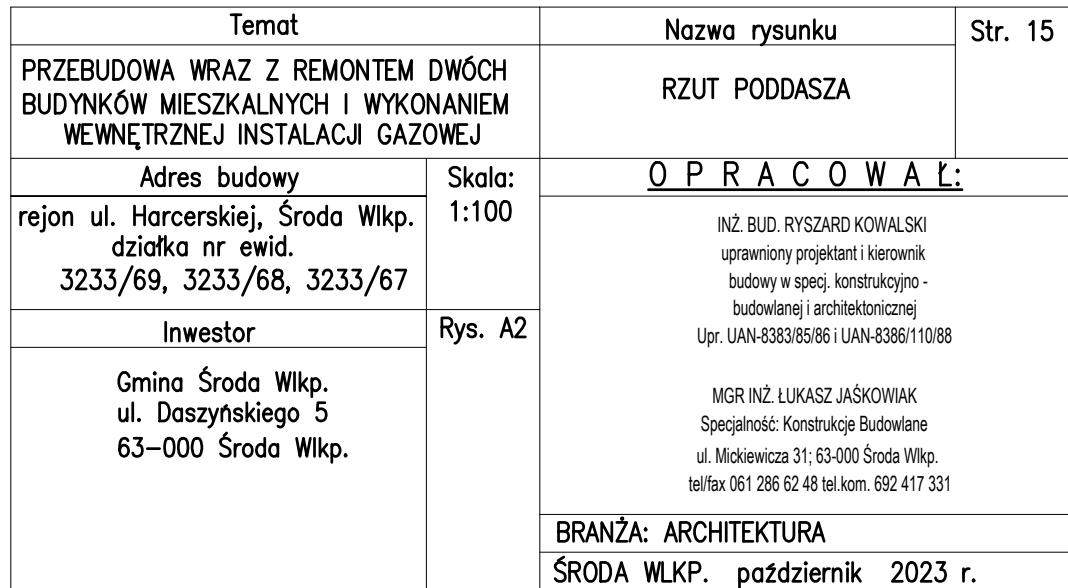 Temat
PRZEBUDOWA WRAZ Z REMONTEM DWÓCH
BUDYNKÓW MIESZKALNYCH I WYKONANIEM
WEWNĘTRZNEJ INSTALACJI GAZOWEJ
Nazwa rysunku
Str. 15
RZUT PODDASZA
Adres budowy
rejon ul. Harcerskiej, Środa Wlkp.
działka nr ewid.
3233/69, 3233/68, 3233/67
Skala:
1:100
Inwestor
Gmina Środa Wlkp.
ul. Daszyńskiego 5
63-000 Środa Wlkp.
Rys. A2
O P R A C O W A Ł:
INŻ. BUD. RYSZARD KOWALSKI
uprawniony projektant i kierownik
budowy w specj. konstrukcyjno -
budowlanej i architektonicznej
Upr. UAN-8383/85/86 i UAN-8386/110/88
MGR INŻ. ŁUKASZ JAŚKOWIAK
Specjalność: Konstrukcje Budowlane
ul. Mickiewicza 31; 63-000 Środa Wlkp.
tel/fax 061 286 62 48 tel.kom. 692 417 331
BRANŻA: ARCHITEKTURA
ŚRODA WLKP. październik 2023 r.